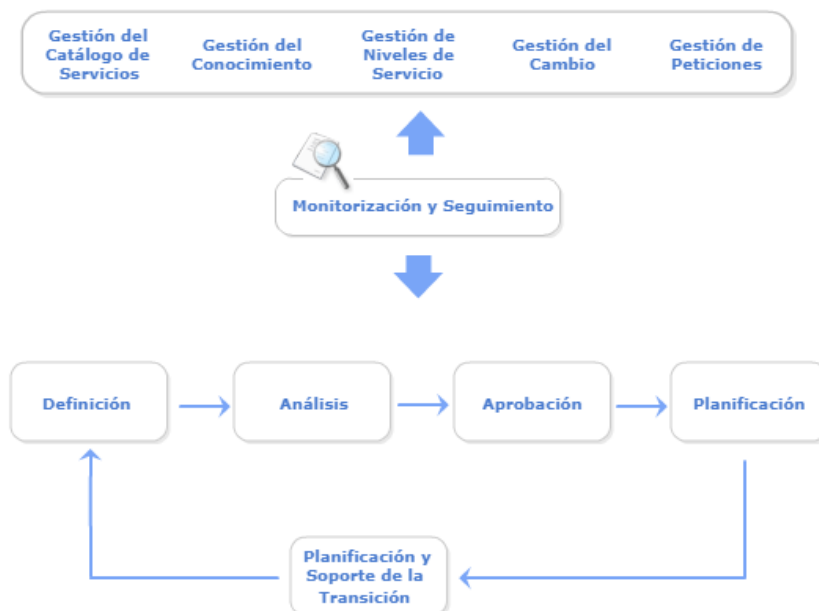 Gestión del
Catálogo de
Servicios
Gestión del
Conocimiento
Gestión de
Niveles de
Servicio
Gestión del
Cambio
Gestión de
Peticiones
Monitorización y Seguimiento
Definición
Análisis
Aprobación
Planificación
Planificación y
Soporte de la
Transición